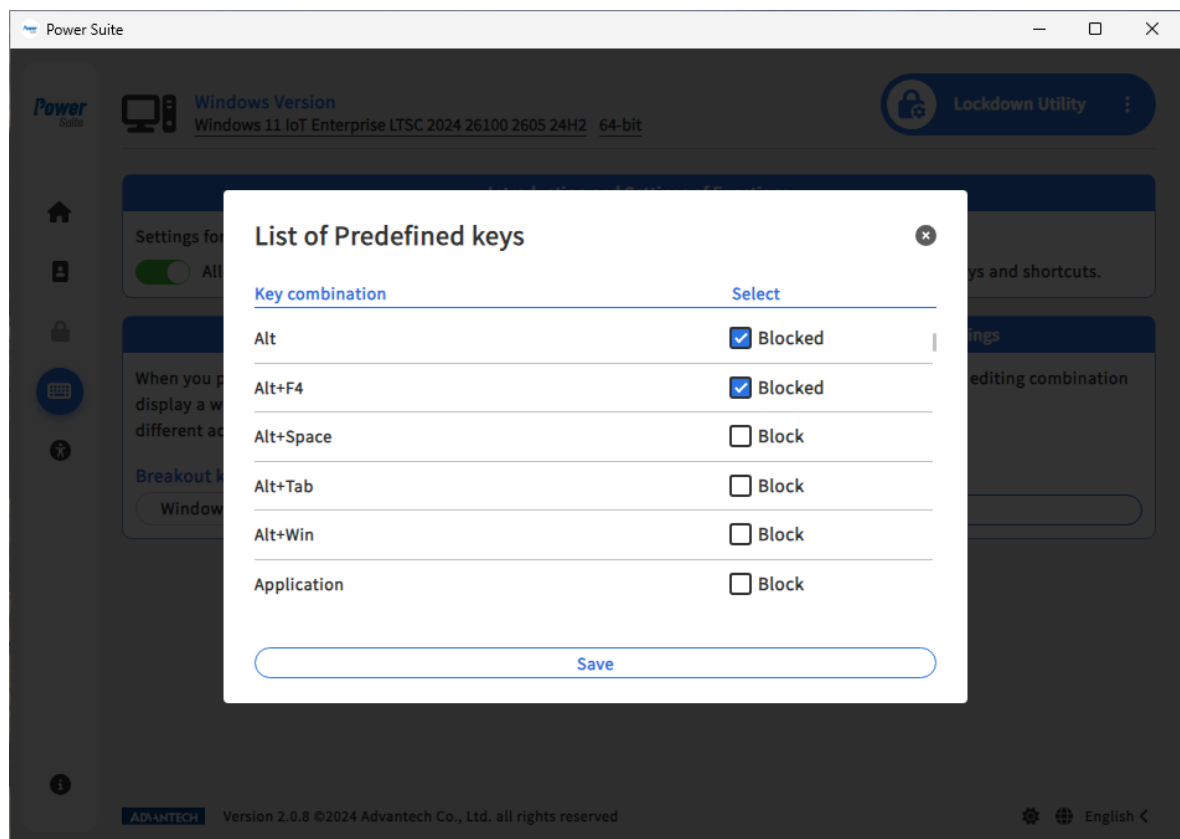 Power Suite
Power
Suite
Windows Version
Windows 11 IoT Enterprise LTSC 2024 26100 2605 24H2 64-bit
Lockdown Utility
Settings for
All
ys and shortcuts.
ings
When you p
editing combination
display a w
different ac
Breakout k
Window
List of Predefined keys
Key combination Select
Alt Blocked
Alt+F4 Blocked
Alt+Space Block
Alt+Tab Block
Alt+Win Block
Application Block
Save
ADVANTECH Version 2.0.8 ©2024 Advantech Co., Ltd. all rights reserved
English